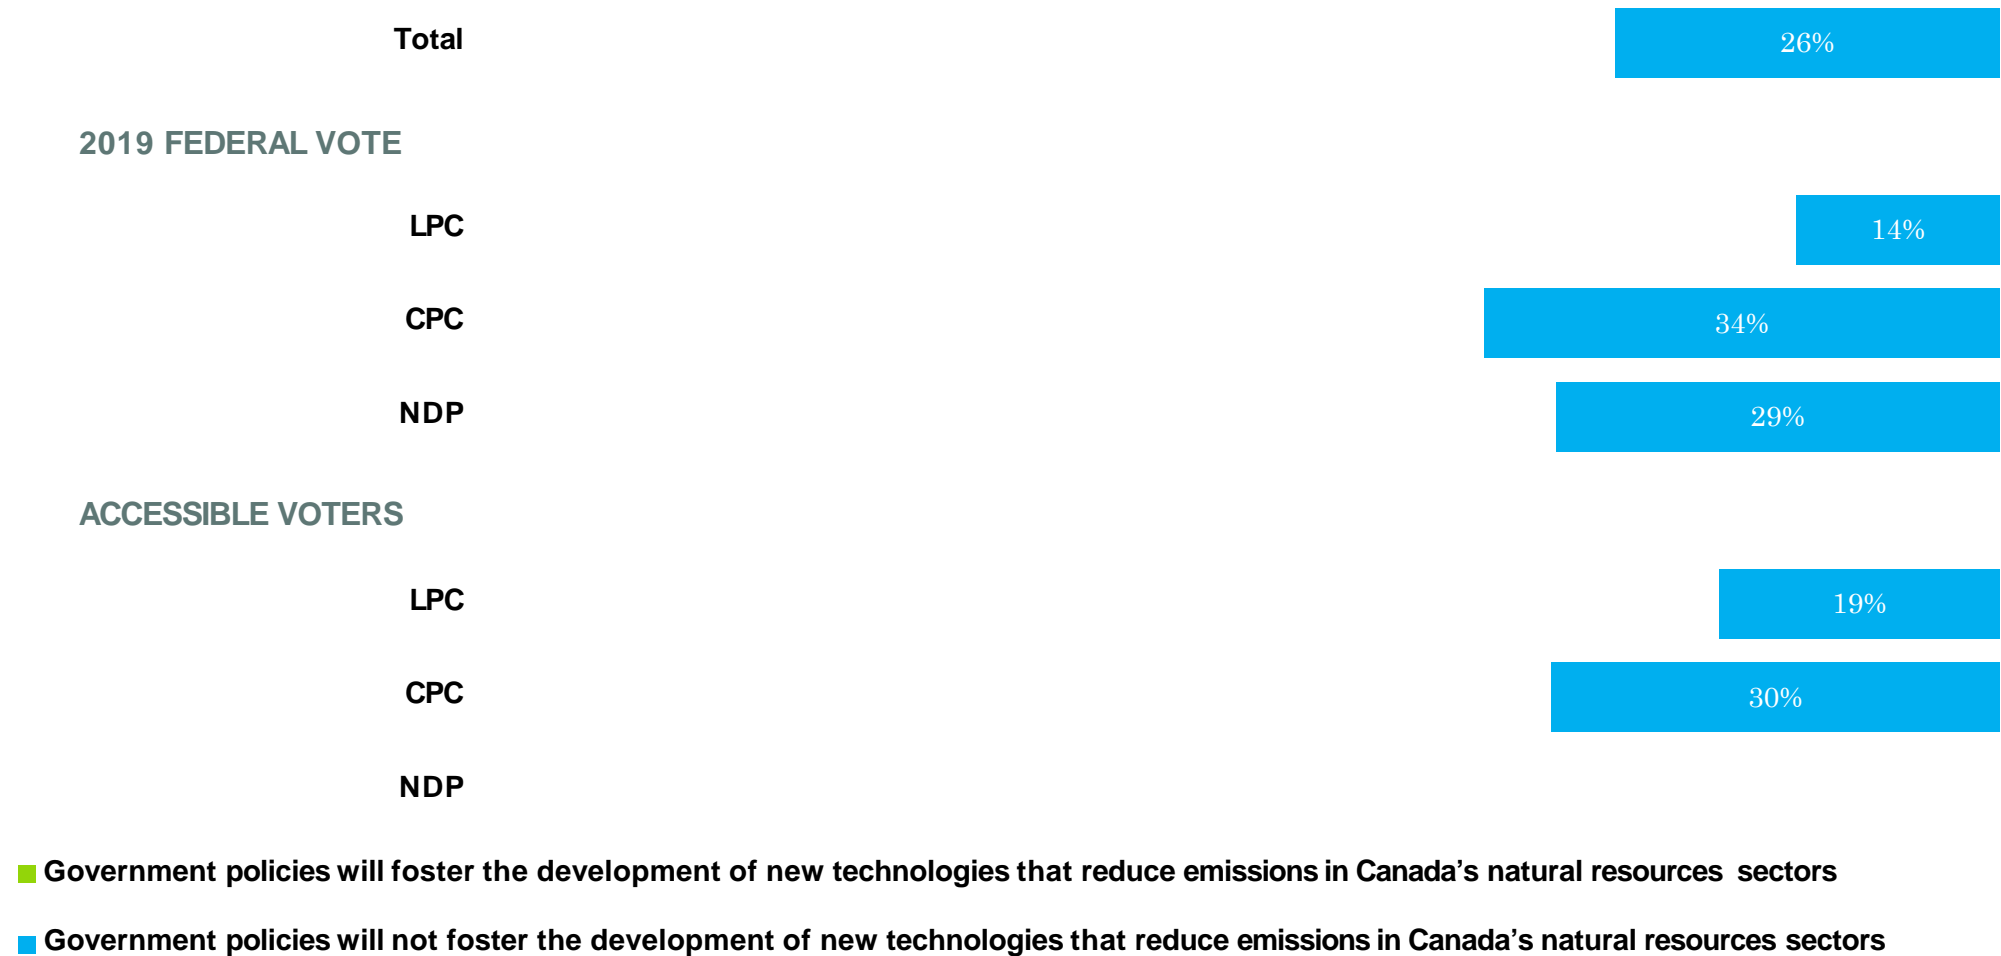 Total 26%
2019 FEDERAL VOTE
LPC 14%
CPC 34%
NDP 29%
ACCESSIBLE VOTERS
LPC 19%
CPC 30%
NDP
Government policies will foster the development of new technologies that reduce emissions in Canada’s natural resources sectors
Government policies will not foster the development of new technologies that reduce emissions in Canada’s natural resources sectors